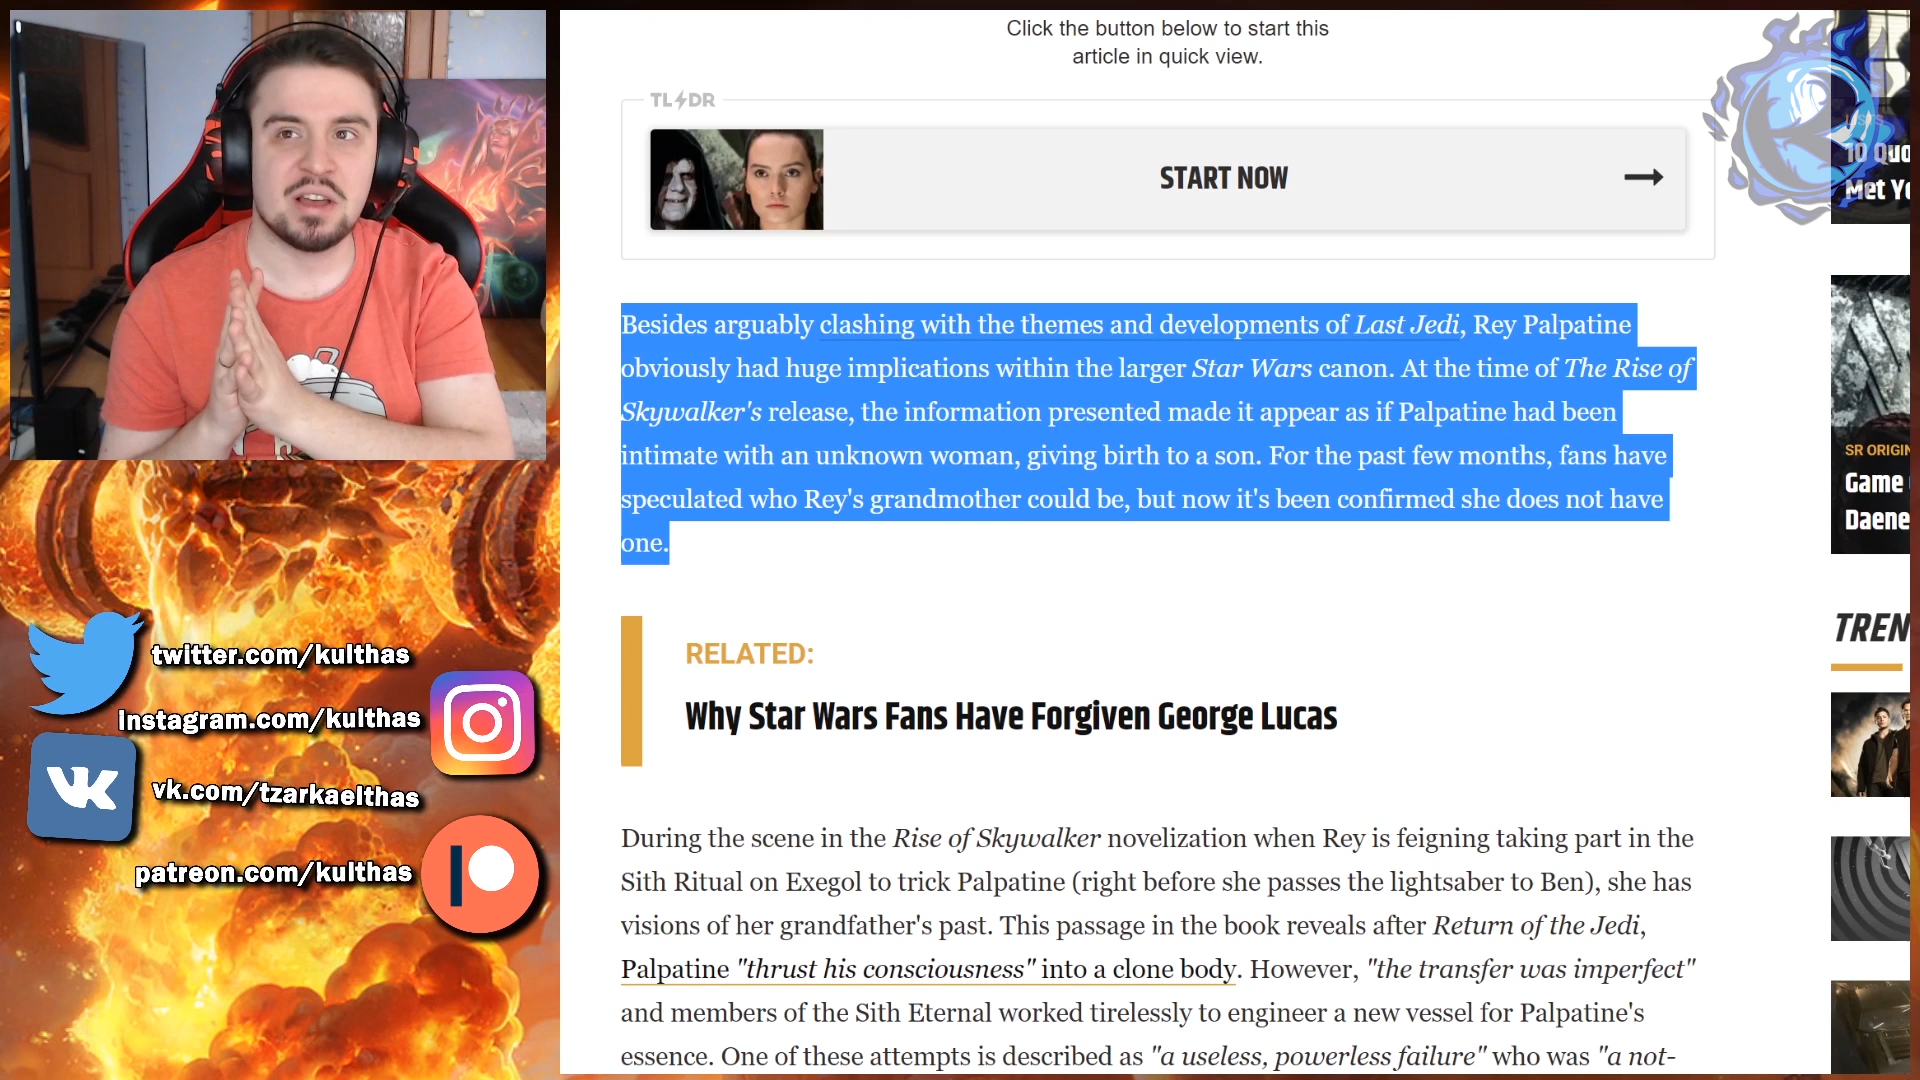 Click the button below to start this
article in quick view.
TL DR
START NOW
Besides arguably clashing with the themes and developments of Last Jedi, Rey Palpatine
obviously had huge implications within the larger Star Wars canon. At the time of The Rise of
Skywalker's release, the information presented made it appear as if Palpatine had been
intimate with an unknown woman, giving birth to a son. For the past few months, fans have
speculated who Rey's grandmother could be, but now it's been confirmed she does not have
one.
RELATED:
Why Star Wars Fans Have Forgiven George Lucas
During the scene in the Rise of Skywalker novelization when Rey is feigning taking part in the
Sith Ritual on Exegol to trick Palpatine (right before she passes the lightsaber to Ben), she has
visions of her grandfather's past. This passage in the book reveals after Return of the Jedi,
Palpatine "thrust his consciousness" into a clone body. However, "the transfer was imperfect"
and members of the Sith Eternal worked tirelessly to engineer a new vessel for Palpatine's
essence. One of these attempts is described as "a useless, powerless failure" who was "a not-
LISTS
10 Quo
Met Yo
SR ORIGIN
Game
Daene
TREN
twitter.com/kulthas
instagram.com/kulthas
vk.com/tzarkaelthas
patreon.com/kulthas